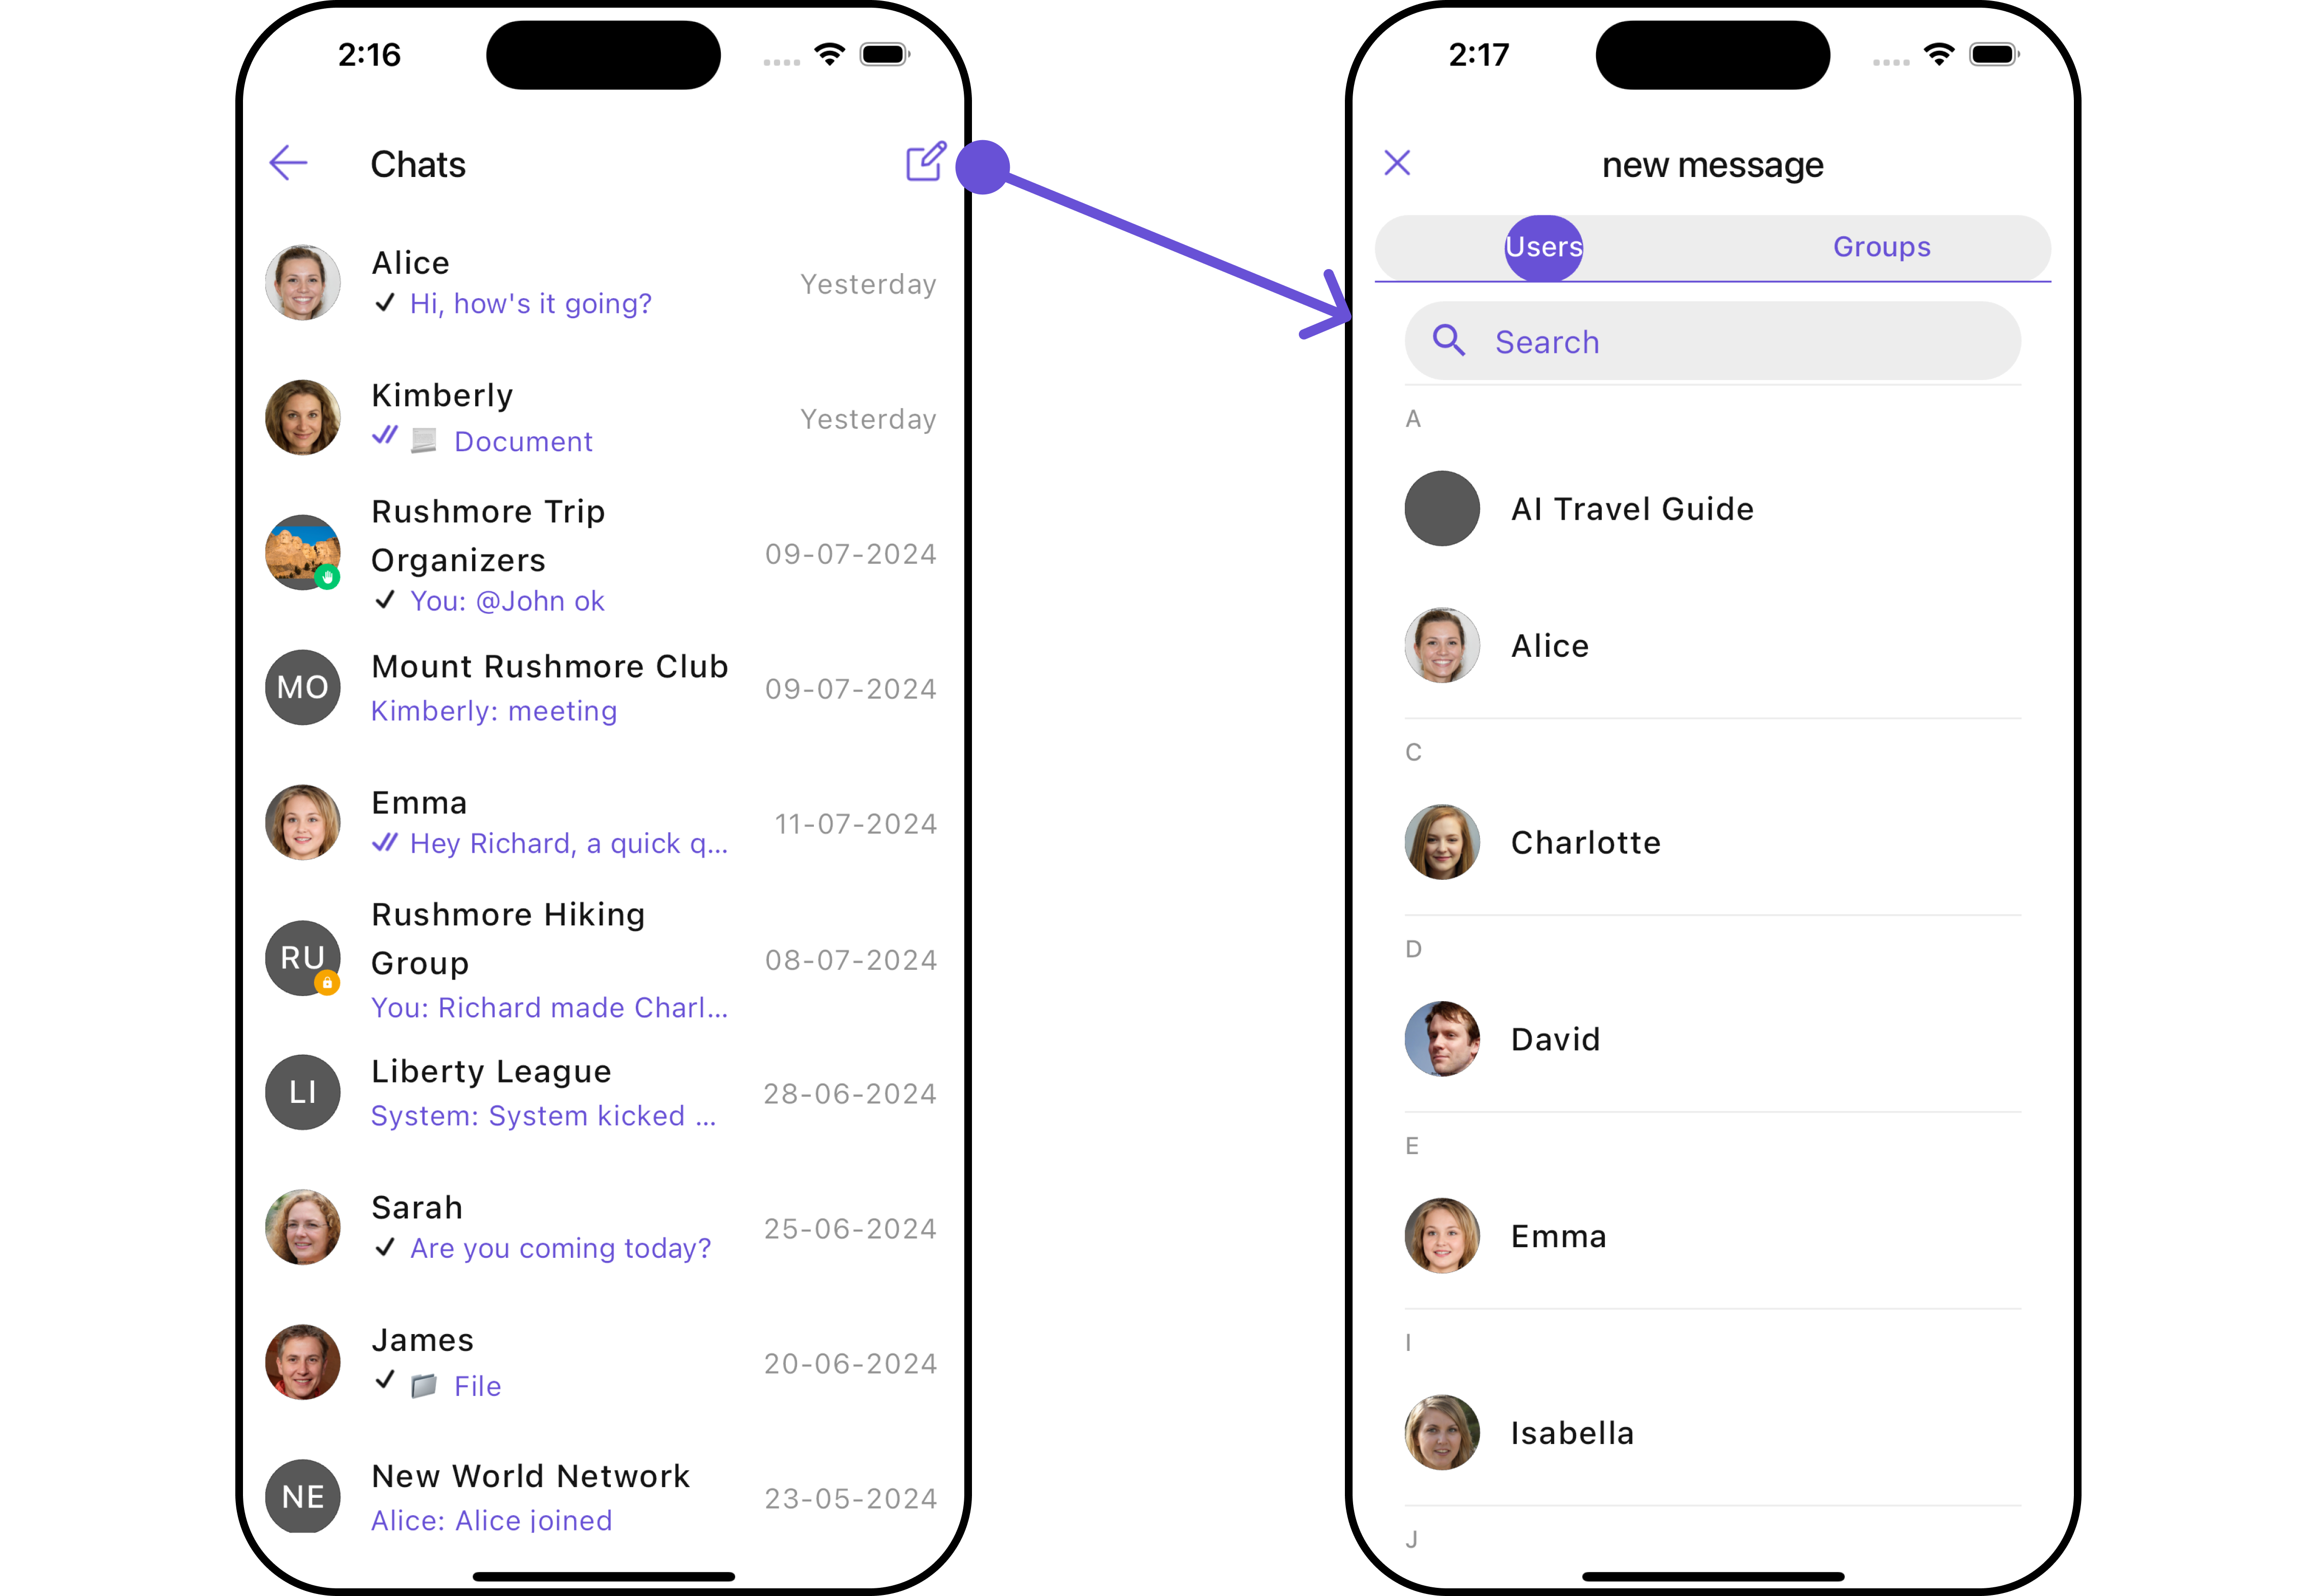 2:16
Chats
Alice
Yesterday
Hi, how's it going?
Kimberly
Yesterday
Document
Rushmore Trip
Organizers
09-07-2024
You: @John ok
MO
Mount Rushmore Club
09-07-2024
Kimberly: meeting
Emma
11-07-2024
Hey Richard, a quick q...
Rushmore Hiking
RU
Group
08-07-2024
You: Richard made Charl...
LI
Liberty League
28-06-2024
System: System kicked ...
Sarah
25-06-2024
Are you coming today?
James
20-06-2024
File
NE
New World Network
23-05-2024
Alice: Alice joined
2:17
new message
Users
Groups
Search
A
AI Travel Guide
Alice
C
Charlotte
D
David
E
Emma
I
Isabella
J